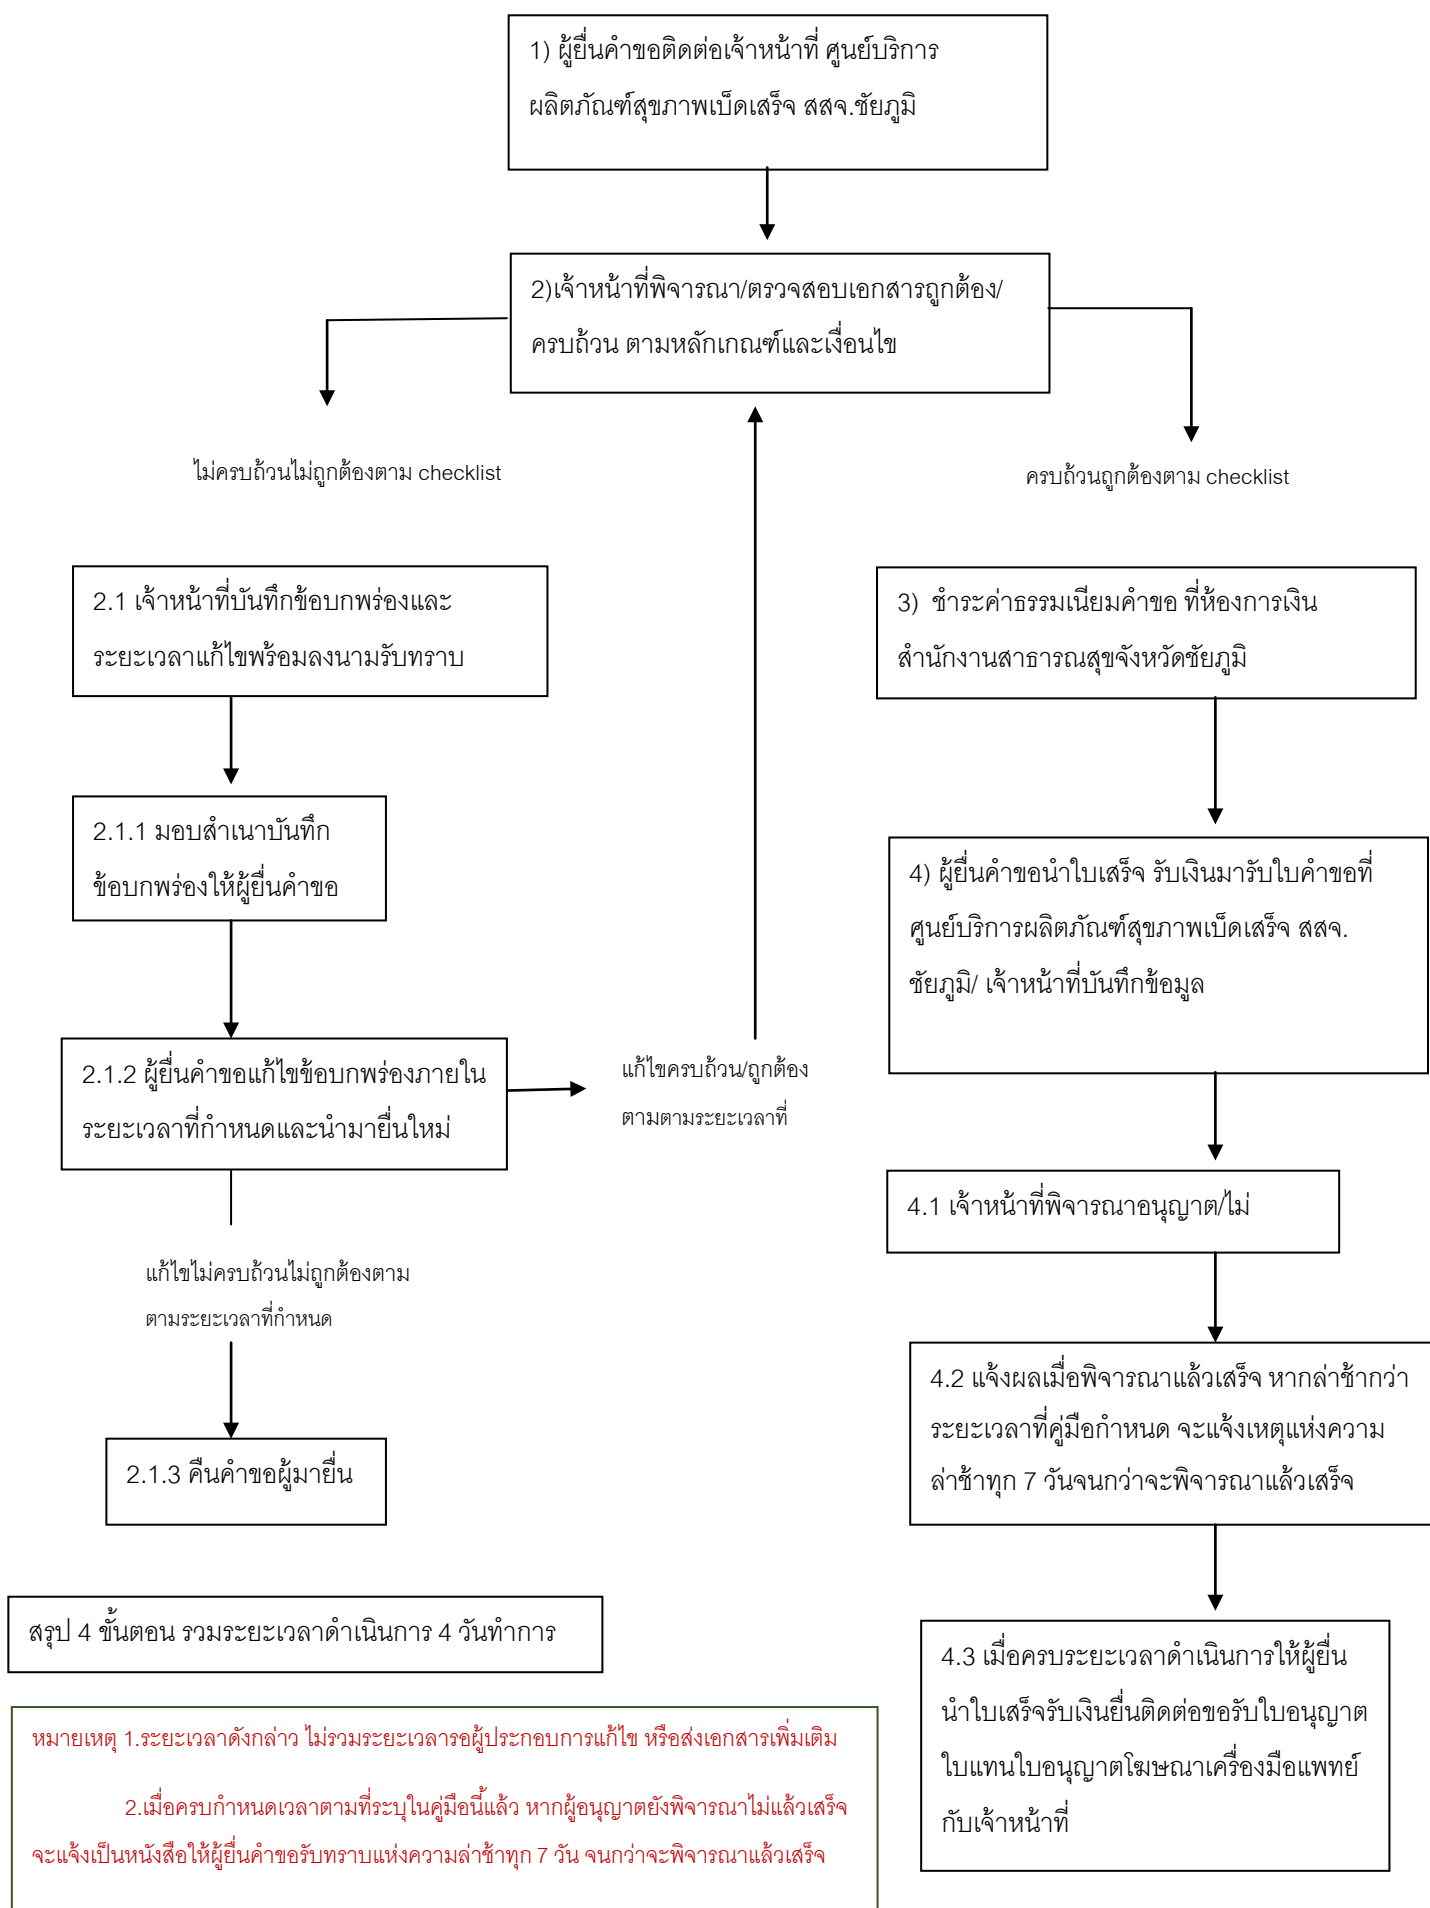 1) ผู้ยื่นคำขอติดต่อเจ้าหน้าที่ ศูนย์บริการ
ผลิตภัณฑ์สุขภาพเบ็ดเสร็จ สสจ.ชัยภูมิ
2)เจ้าหน้าที่พิจารณา/ตรวจสอบเอกสารถูกต้อง/
ครบถ้วน ตามหลักเกณฑ์และเงื่อนไข
ไม่ครบถ้วนไม่ถูกต้องตาม checklist
ครบถ้วนถูกต้องตาม checklist
2.1 เจ้าหน้าที่บันทึกข้อบกพร่องและ
ระยะเวลาแก้ไขพร้อมลงนามรับทราบ
3) ชำระค่าธรรมเนียมคำขอ ที่ห้องการเงิน
สำนักงานสาธารณสุขจังหวัดชัยภูมิ
2.1.1 มอบสำเนาบันทึก
ข้อบกพร่องให้ผู้ยื่นคำขอ
4) ผู้ยื่นคำขอนำใบเสร็จ รับเงินมารับใบคำขอที่
ศูนย์บริการผลิตภัณฑ์สุขภาพเบ็ดเสร็จ สสจ.
ชัยภูมิ/ เจ้าหน้าที่บันทึกข้อมูล
2.1.2 ผู้ยื่นคำขอแก้ไขข้อบกพร่องภายใน
ระยะเวลาที่กำหนดและนำมายื่นใหม่
แก้ไขครบถ้วน/ถูกต้อง
ตามตามระยะเวลาที่
4.1 เจ้าหน้าที่พิจารณาอนุญาต/ไม่
แก้ไขไม่ครบถ้วนไม่ถูกต้องตาม
ตามระยะเวลาที่กำหนด
4.2 แจ้งผลเมื่อพิจารณาแล้วเสร็จ หากล่าช้ากว่า
ระยะเวลาที่คู่มือกำหนด จะแจ้งเหตุแห่งความ
ล่าช้าทุก 7 วันจนกว่าจะพิจารณาแล้วเสร็จ
2.1.3 คืนคำขอผู้มายื่น
สรุป 4 ขั้นตอน รวมระยะเวลาดำเนินการ 4 วันทำการ
4.3 เมื่อครบระยะเวลาดำเนินการให้ผู้ยื่น
นำใบเสร็จรับเงินยื่นติดต่อขอรับใบอนุญาต
ใบแทนใบอนุญาตโฆษณาเครื่องมือแพทย์
กับเจ้าหน้าที่
หมายเหตุ 1.ระยะเวลาดังกล่าว ไม่รวมระยะเวลารอผู้ประกอบการแก้ไข หรือส่งเอกสารเพิ่มเติม
2.เมื่อครบกำหนดเวลาตามที่ระบุในคู่มือนี้แล้ว หากผู้อนุญาตยังพิจารณาไม่แล้วเสร็จ
จะแจ้งเป็นหนังสือให้ผู้ยื่นคำขอรับทราบแห่งความล่าช้าทุก 7 วัน จนกว่าจะพิจารณาแล้วเสร็จ